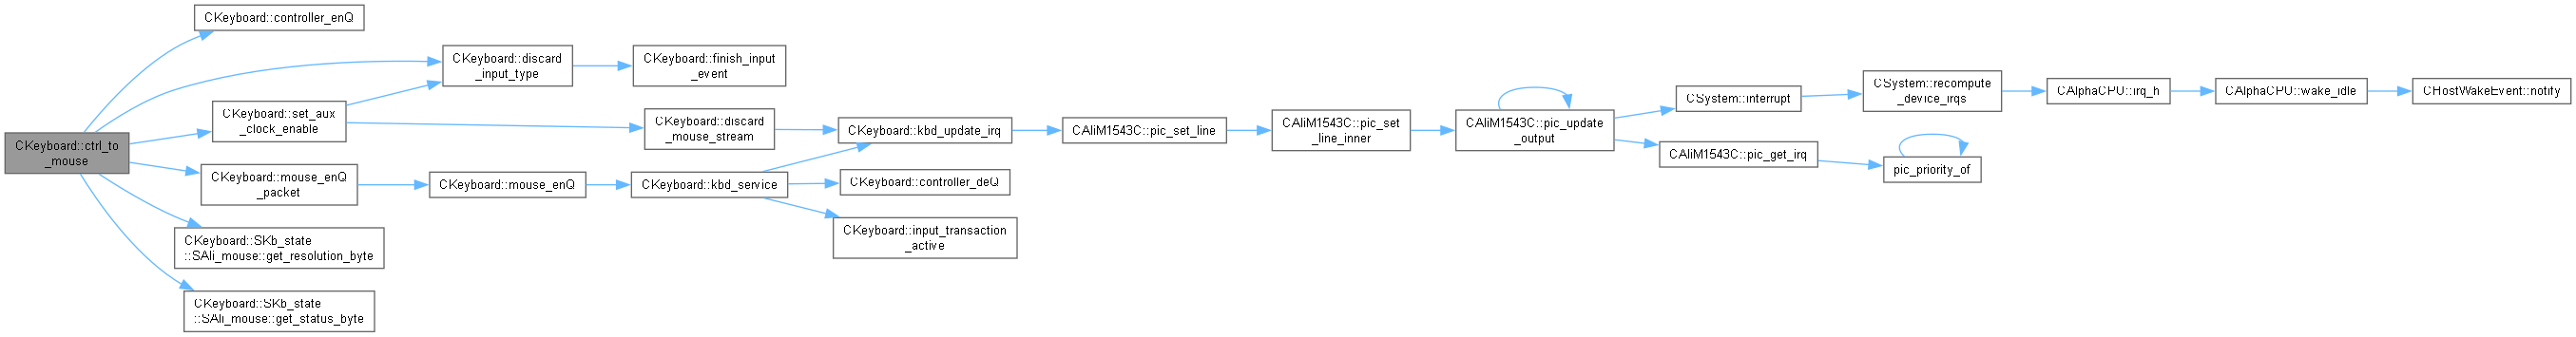 CKeyboard::ctrl_to
_mouse
CKeyboard::controller_enQ
CKeyboard::discard
_input_type
CKeyboard::finish_input
_event
CKeyboard::set_aux
_clock_enable
CKeyboard::discard
_mouse_stream
CKeyboard::kbd_update_irq
CAliM1543C::pic_set_line
CAliM1543C::pic_set
_line_inner
CAliM1543C::pic_update
_output
CSystem::interrupt
CSystem::recompute
_device_irqs
CAlphaCPU::irq_h
CAlphaCPU::wake_idle
CHostWakeEvent::notify
CAliM1543C::pic_get_irq
pic_priority_of
CKeyboard::mouse_enQ
_packet
CKeyboard::mouse_enQ
CKeyboard::kbd_service
CKeyboard::controller_deQ
CKeyboard::input_transaction
_active
CKeyboard::SKb_state
::SAli_mouse::get_resolution_byte
CKeyboard::SKb_state
::SAli_mouse::get_status_byte